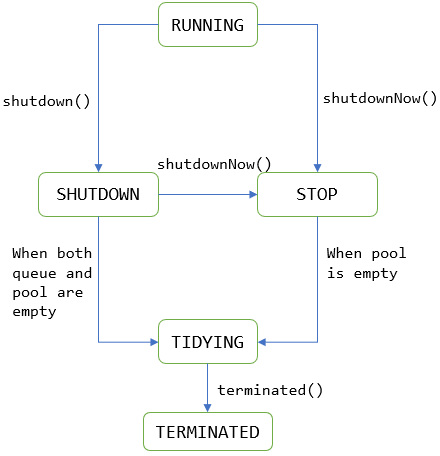 RUNNING
shutdown()
shutdownNow()
shutdownNow()
SHUTDOWN
STOP
When both
queue and
pool are
empty
When pool
is empty
TIDYING
terminated()
TERMINATED